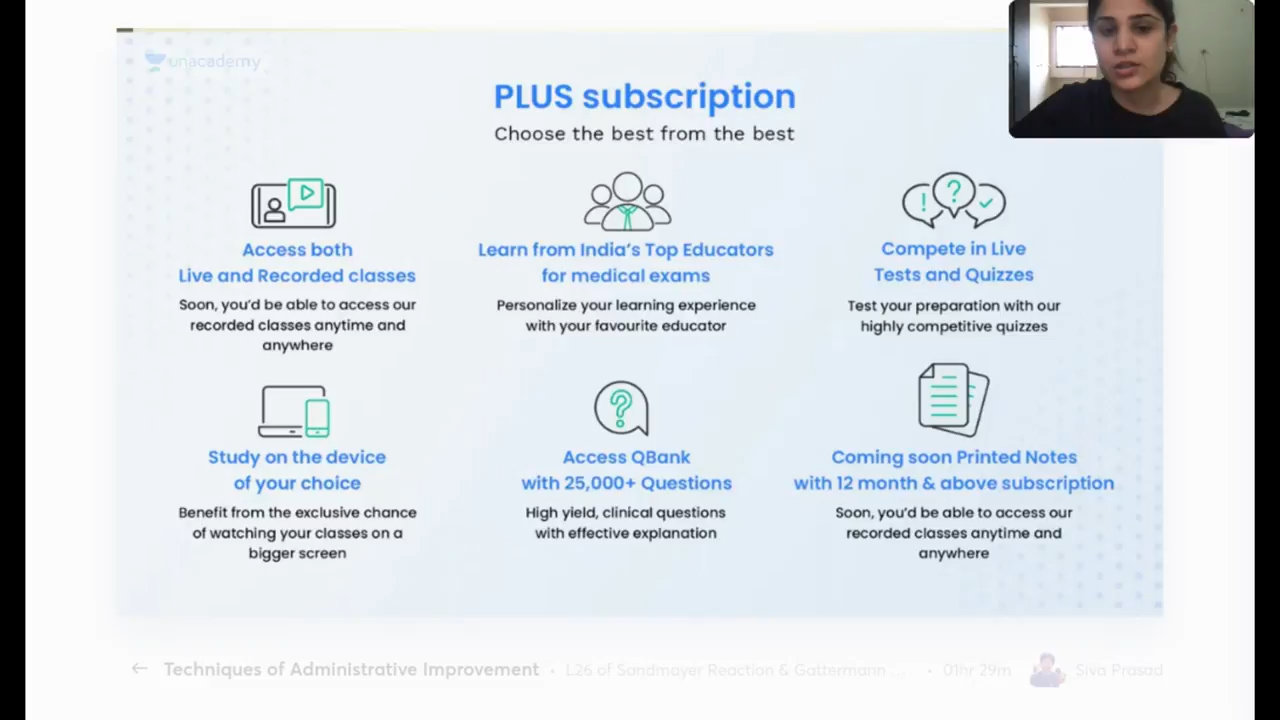 unacademy
PLUS subscription
Choose the best from the best
Access both
Live and Recorded classes
Soon, you'd be able to access our
recorded classes anytime and
anywhere
Learn from India's Top Educators
for medical exams
Personalize your learning experience
with your favourite educator
Compete in Live
Tests and Quizzes
Test your preparation with our
highly competitive quizzes
Study on the device
of your choice
Benefit from the exclusive chance
of watching your classes on a
bigger screen
Access QBank
with 25,000+ Questions
High yield, clinical questions
with effective explanation
Coming soon Printed Notes
with 12 month & above subscription
Soon, you'd be able to access our
recorded classes anytime and
anywhere
← Techniques of Administrative Improvement • L26 of Sandmayer Reaction & Gattermann ... • 01hr 29m Siva Prasad